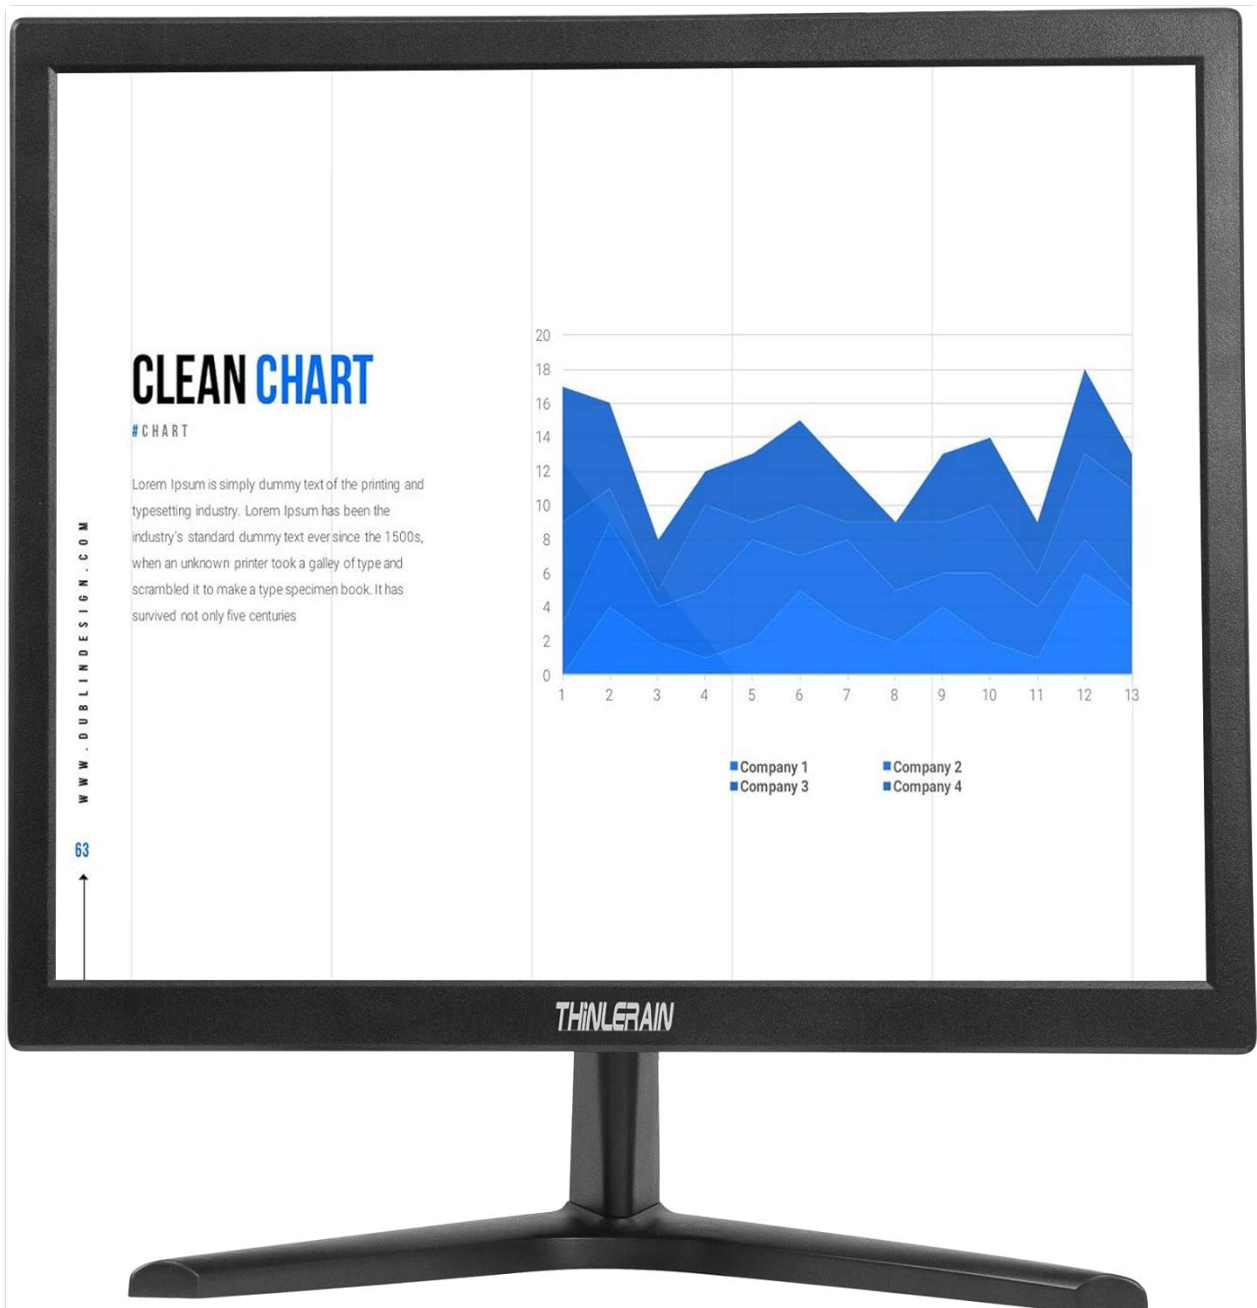 CLEAN CHART
#CHART
Lorem Ipsum is simply dummy text of the printing and
typesetting industry. Lorem Ipsum has been the
industry's standard dummy text ever since the 1500s,
when an unknown printer took a galley of type and
scrambled it to make a type specimen book. It has
survived not only five centuries
WWW.DUBLINDESIGN.COM
63
20
18
16
14
12
10
8
6
4
2
0
1 2 3 4 5 6 7 8 9 10 11 12 13
Company 1 Company 2
Company 3 Company 4
THiNLERAIN